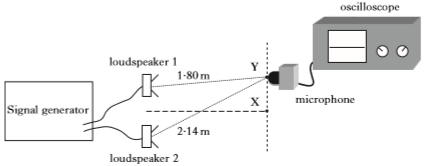 oscilloscope
loudspeaker 1
Y
1·80 m
Signal generator
X
microphone
2·14 m
loudspeaker 2